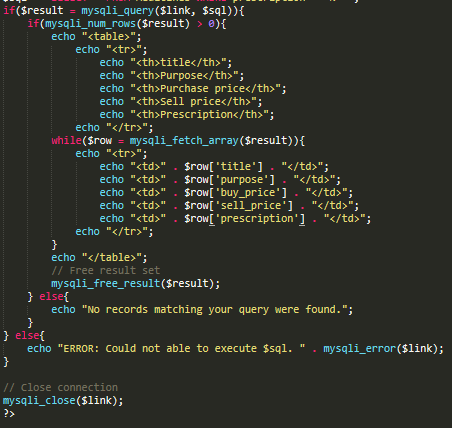 if($result = mysqli_query($link, $sql)){
if(mysqli_num_rows($result) > 0){
echo "<table>";
echo "<tr>";
echo "<th>title</th>";
echo "<th>Purpose</th>";
echo "<th>Purchase price</th>";
echo "<th>Sell price</th>";
echo "<th>Prescription</th>";
echo "</tr>";
while($row = mysqli_fetch_array($result)){
echo "<tr>";
echo "<td>" . $row['title'] . "</td>";
echo "<td>" . $row['purpose'] . "</td>";
echo "<td>" . $row['buy_price'] . "</td>";
echo "<td>" . $row['sell_price'] . "</td>";
echo "<td>" . $row['prescription'] . "</td>";
echo "</tr>";
}
echo "</table>";
// Free result set
mysqli_free_result($result);
} else{
echo "No records matching your query were found.";
}
} else{
echo "ERROR: Could not able to execute $sql. " . mysqli_error($link);
}
// Close connection
mysqli_close($link);
?>